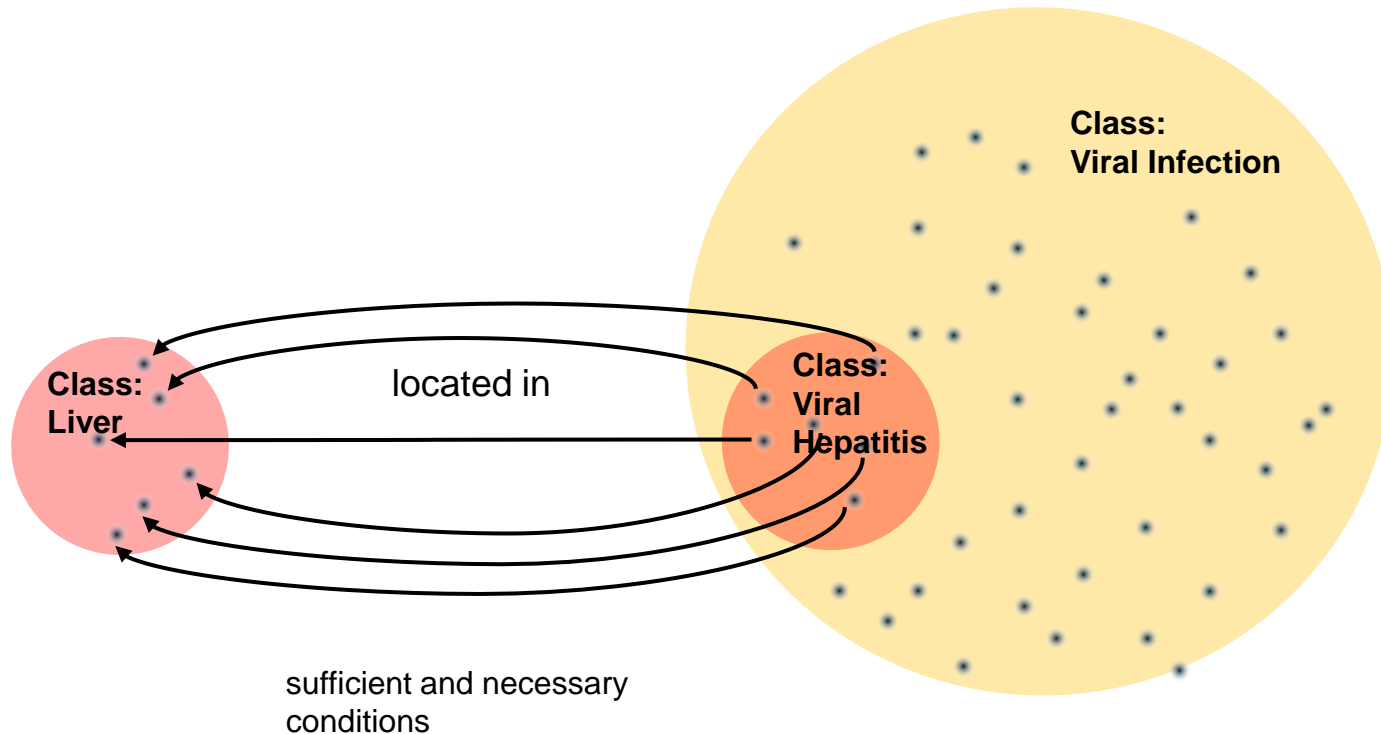 Class:
Viral Infection
Class:
Liver
located in
Class:
Viral
Hepatitis
sufficient and necessary
conditions